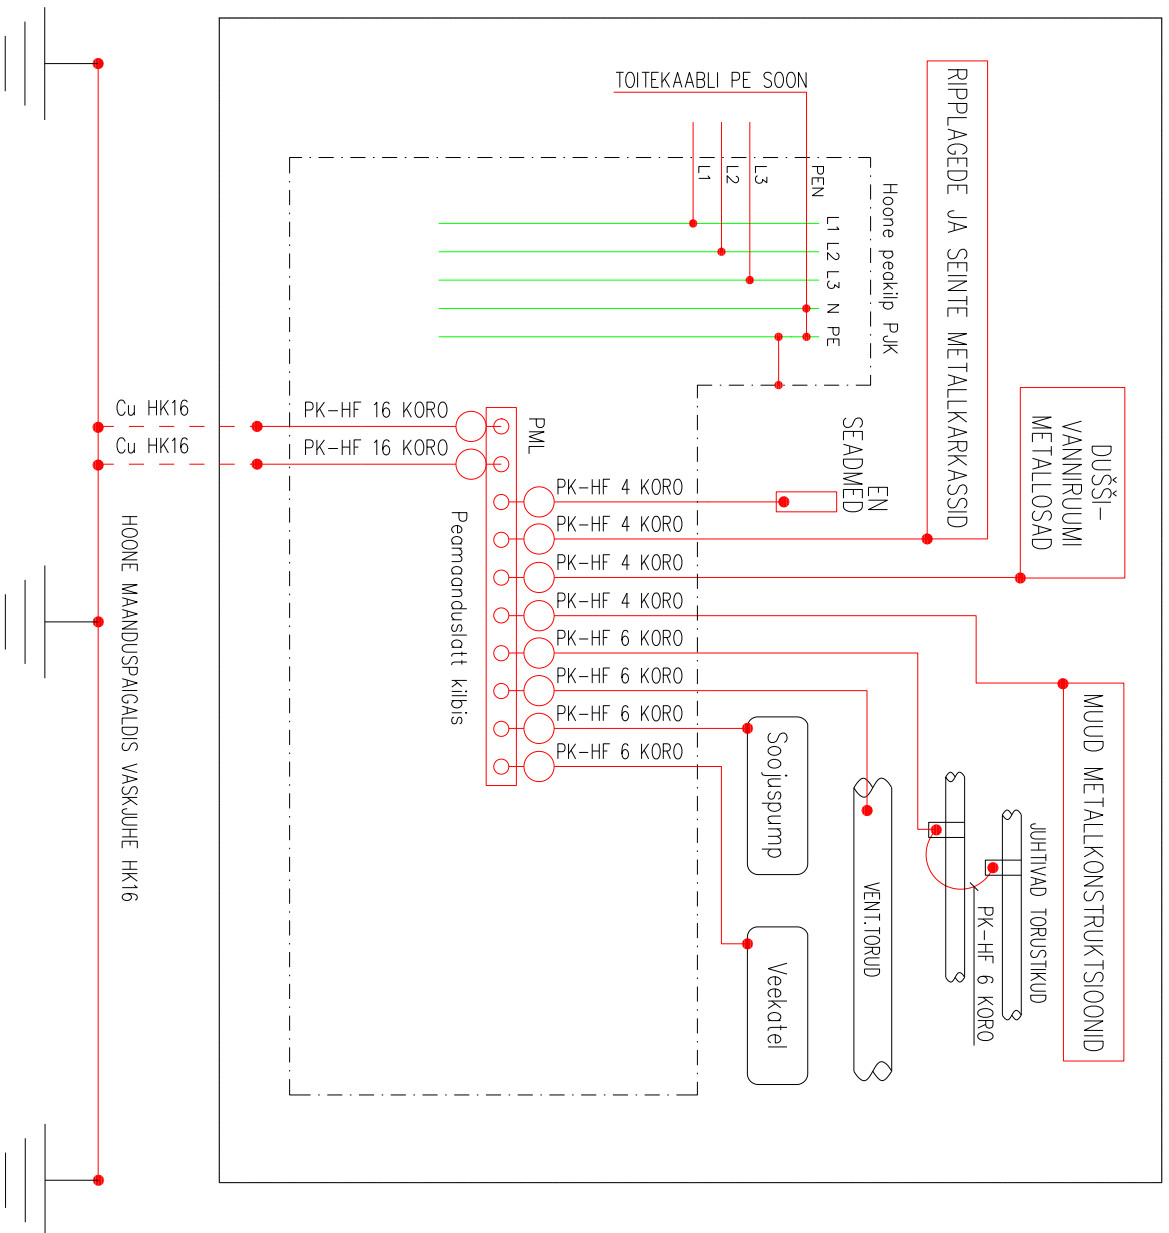 TOITEKAABLI PE SOON
L1
L2
L3
PEN
L1 L2 L3 N PE
Hoone peakilp PJK
RIPPLAGEDE JA SEINTE METALLKARKASSID
DUŠŠI-
VANNIRUUMI
METALLOSAD
EN
SEADMED
PML
Cu HK16
PK-HF 16 KORO
Cu HK16
PK-HF 16 KORO
PK-HF 4 KORO
PK-HF 4 KORO
PK-HF 4 KORO
PK-HF 4 KORO
PK-HF 6 KORO
PK-HF 6 KORO
PK-HF 6 KORO
PK-HF 6 KORO
Peamaanduslatt kilbis
HOONE MAANDUSPAIGALDIS VASKJUHE HK16
Soojuspump
Veekatel
VENT.TORUD
JUHTIVAD TORUSTIKUD
PK-HF 6 KORO
MUUD METALLKONSTRUKTSIOONID